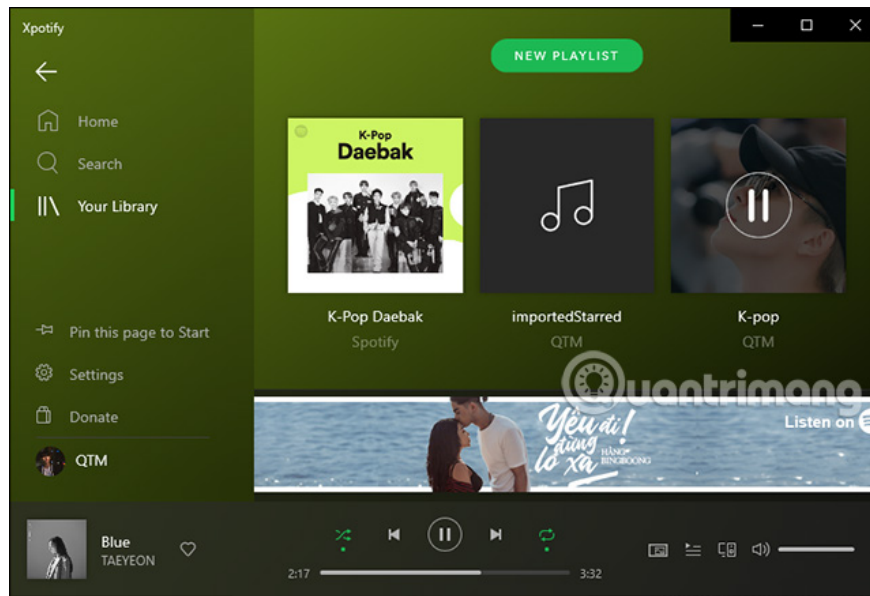 Xpotify
NEW PLAYLIST
Home
Search
Your Library
K-Pop
Daebak
K-Pop Daebak
Spotify
importedStarred
QTM
K-pop
QTM
Pin this page to Start
Settings
Donate
QTM
Quantrimang
Yêu đi!
đừng
lo xa
HẰNG
BINGBOONG
Listen on
Blue
TAEYEON
2:17
3:32